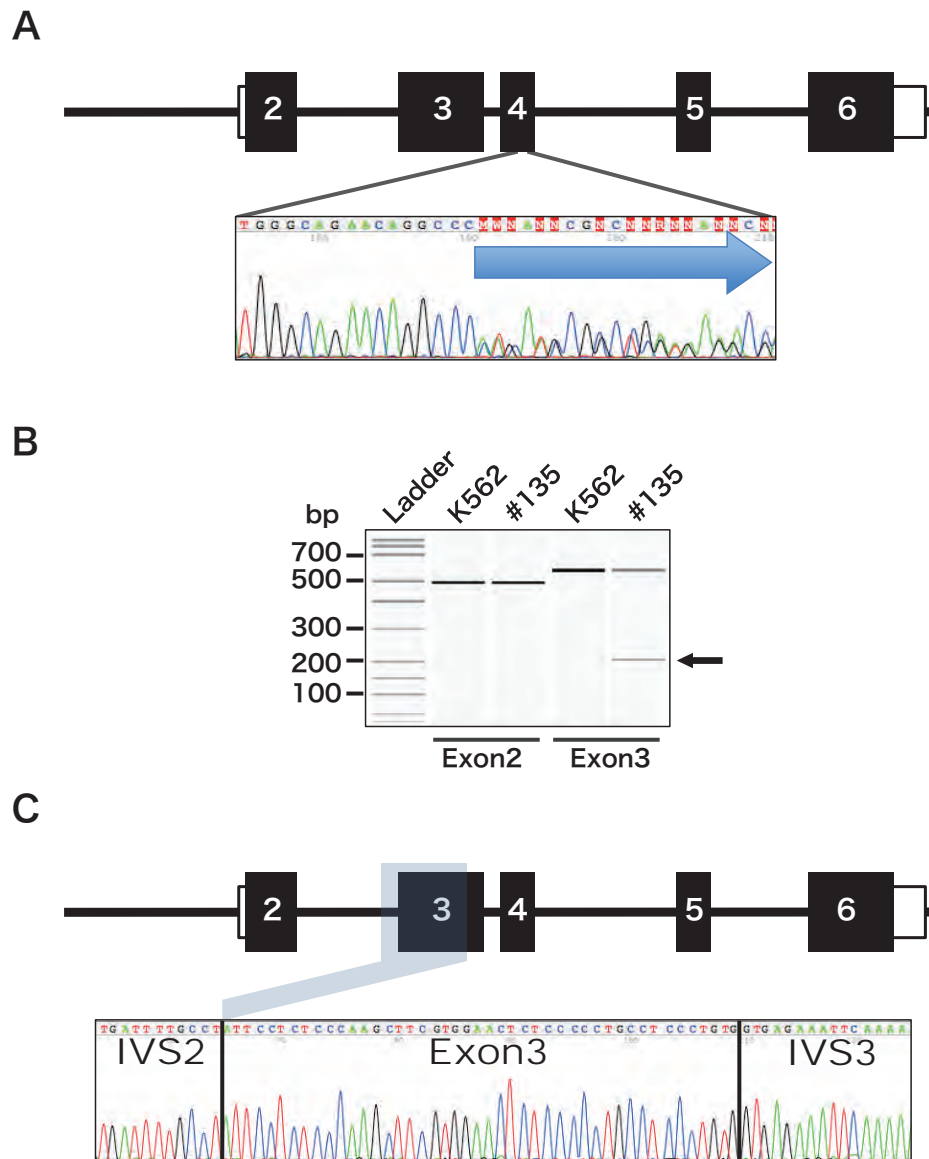 A
2 3 4 5 6
T G G G C A G A A C A G G C C C M W N A N N C G N C N N R N N N A N N C N
B
Ladder K562 #135 K562 #135
bp
700
500
300
200
100
Exon2 Exon3
C
2 3 4 5 6
TGATTTTGCCTATTCCTCTCCCAAGCTTCGTGGAACTCTCCCCCTGCCTCCCTGTGGTGAGAAATTCAAAA
IVS2 Exon3 IVS3